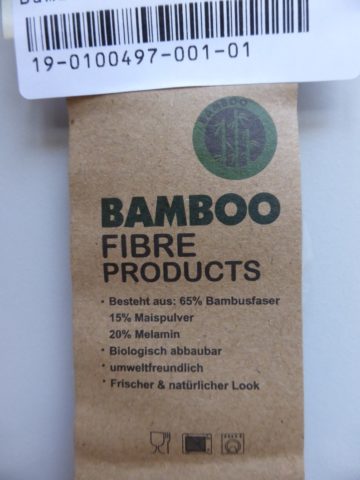 19-0100497-001-01
BAMBOO
BAMBOO
FIBRE
PRODUCTS
· Besteht aus: 65% Bambusfaser
15% Maispulver
20% Melamin
· Biologisch abbaubar
· umweltfreundlich
· Frischer & natürlicher Look